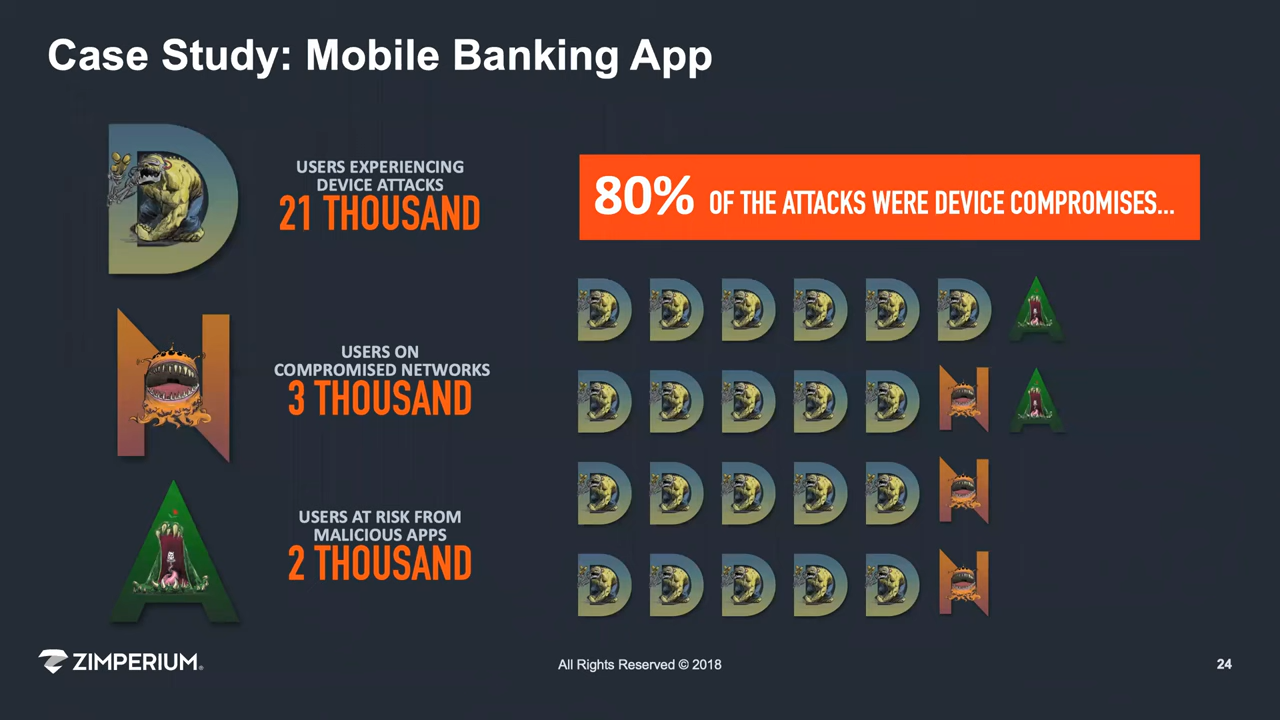 Case Study: Mobile Banking App
D
USERS EXPERIENCING
DEVICE ATTACKS
21 THOUSAND
N
USERS ON
COMPROMISED NETWORKS
3 THOUSAND
A
USERS AT RISK FROM
MALICIOUS APPS
2 THOUSAND
80% OF THE ATTACKS WERE DEVICE COMPROMISES...
D D D D D D A
D D D D D N A
D D D D D N
D D D D D N
ZIMPERIUM.
All Rights Reserved © 2018
24